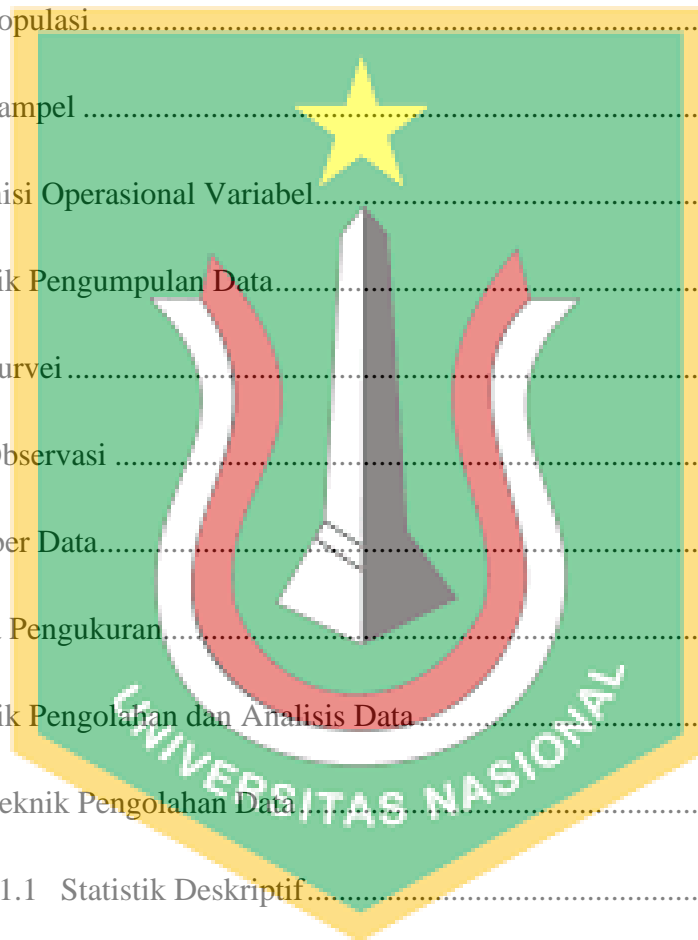 opulasi..........................................................................
ampel ..........................................................................
nisi Operasional Variabel..............................................
ik Pengumpulan Data....................................................
urvei..............................................................................
Observasi ......................................................................
ber Data........................................................................
Pengukuran..................................................................
ik Pengolahan dan Analisis Data..................................
UNIVERSITAS NASIONAL
eknik Pengolahan Data..................................................
1.1 Statistik Deskriptif................................................